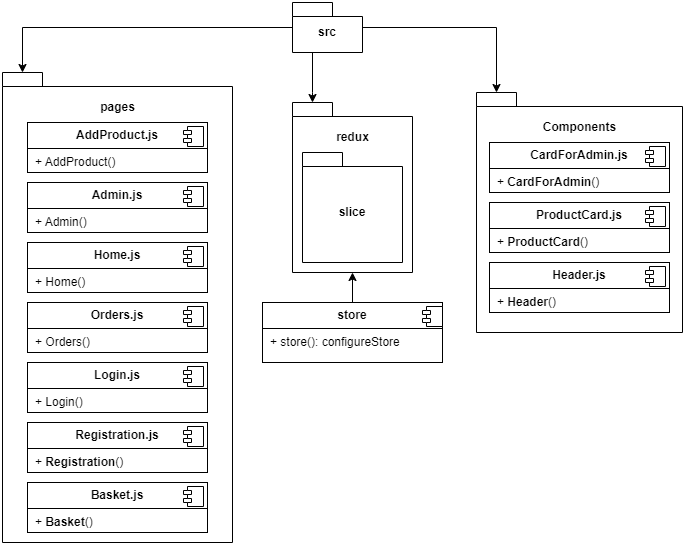 src
pages
AddProduct.js
+ AddProduct()
Admin.js
+ Admin()
Home.js
+ Home()
Orders.js
+ Orders()
Login.js
+ Login()
Registration.js
+ Registration()
Basket.js
+ Basket()
redux
slice
store
+ store(): configureStore
Components
CardForAdmin.js
+ CardForAdmin()
ProductCard.js
+ ProductCard()
Header.js
+ Header()